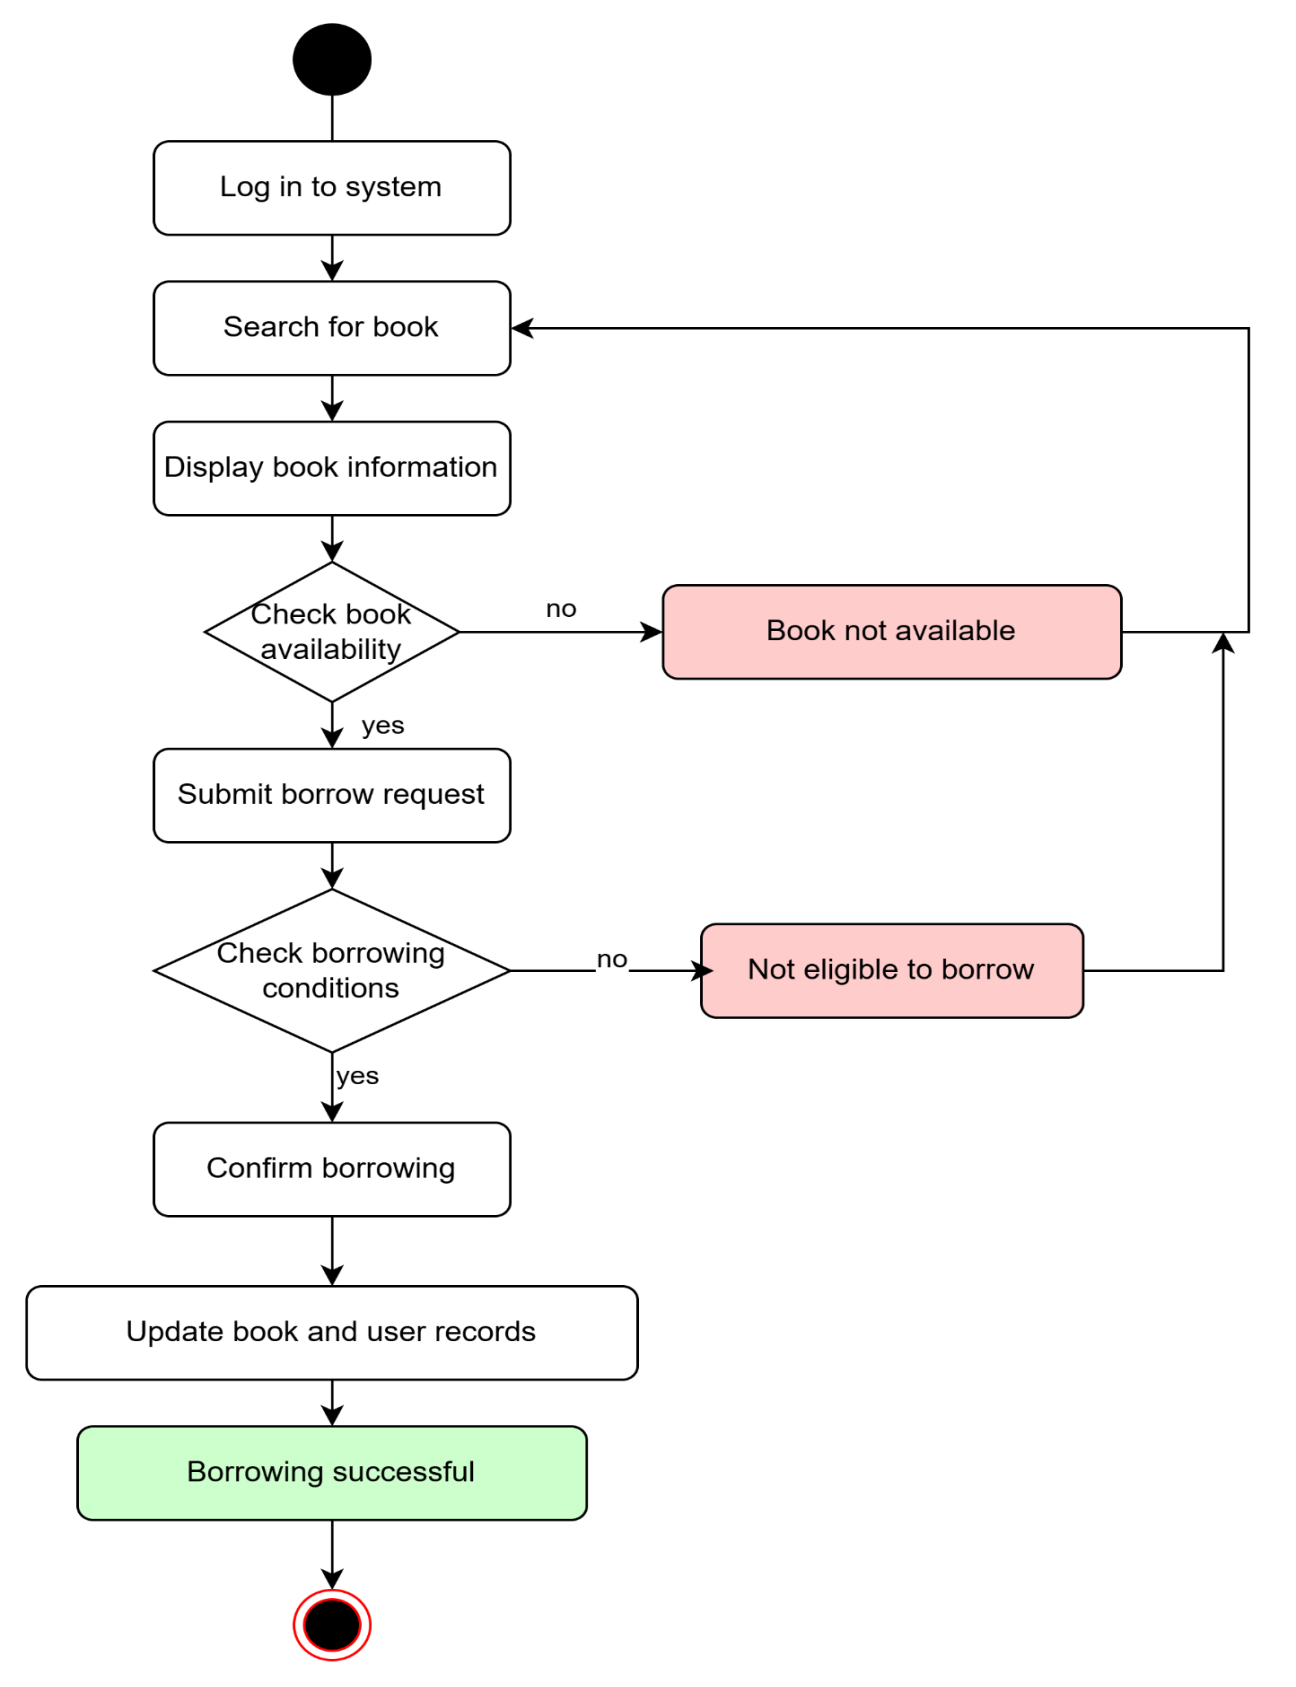 Log in to system
Search for book
Display book information
Check book
availability
no
Book not available
yes
Submit borrow request
Check borrowing
conditions
no
Not eligible to borrow
yes
Confirm borrowing
Update book and user records
Borrowing successful